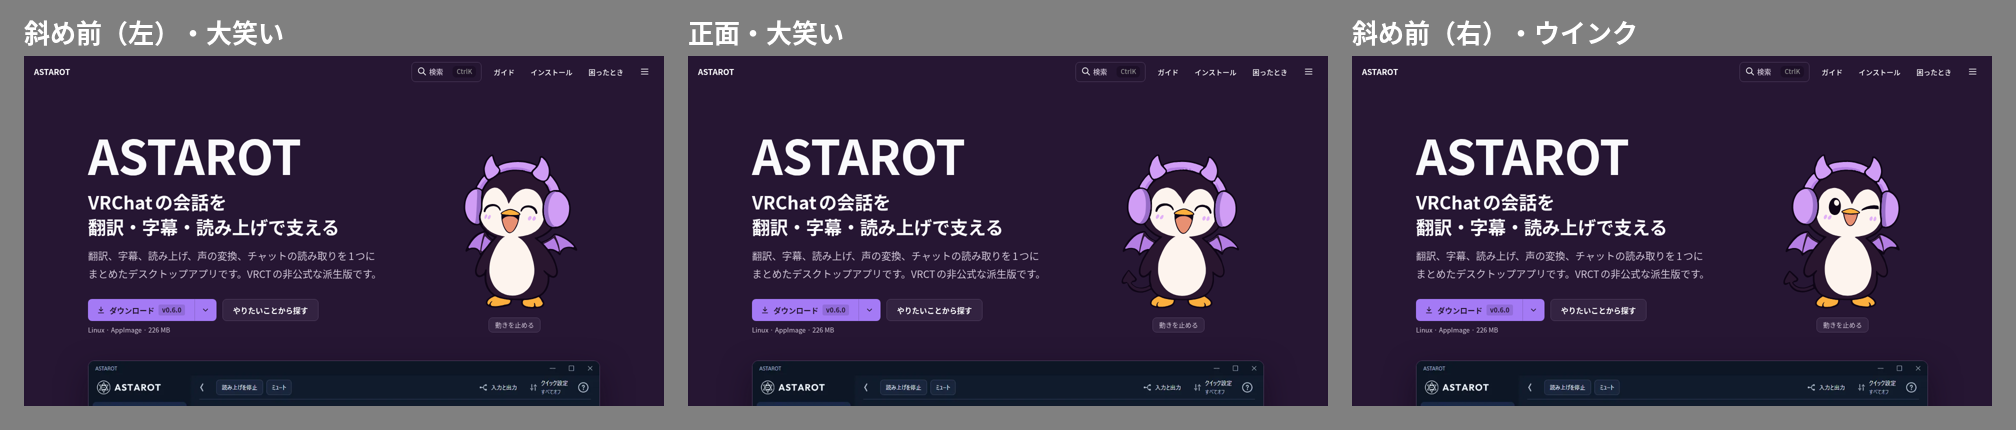 斜め前（左）・大笑い
ASTAROT
検索 CtrlK
ガイド インストール 困ったとき
ASTAROT
VRChatの会話を
翻訳・字幕・読み上げで支える
翻訳、字幕、読み上げ、声の変換、チャットの読み取りを1つに
まとめたデスクトップアプリです。VRCTの非公式な派生版です。
ダウンロード v0.6.0
やりたいことから探す
Linux · AppImage · 226 MB
動きを止める
ASTAROT
ASTAROT
読み上げを停止 ミュート
入力と出力
クイック設定
すべてオフ
正面・大笑い
ASTAROT
検索 CtrlK
ガイド インストール 困ったとき
ASTAROT
VRChatの会話を
翻訳・字幕・読み上げで支える
翻訳、字幕、読み上げ、声の変換、チャットの読み取りを1つに
まとめたデスクトップアプリです。VRCTの非公式な派生版です。
ダウンロード v0.6.0
やりたいことから探す
Linux · AppImage · 226 MB
動きを止める
ASTAROT
ASTAROT
読み上げを停止 ミュート
入力と出力
クイック設定
すべてオフ
斜め前（右）・ウインク
ASTAROT
検索 CtrlK
ガイド インストール 困ったとき
ASTAROT
VRChatの会話を
翻訳・字幕・読み上げで支える
翻訳、字幕、読み上げ、声の変換、チャットの読み取りを1つに
まとめたデスクトップアプリです。VRCTの非公式な派生版です。
ダウンロード v0.6.0
やりたいことから探す
Linux · AppImage · 226 MB
動きを止める
ASTAROT
ASTAROT
読み上げを停止 ミュート
入力と出力
クイック設定
すべてオフ